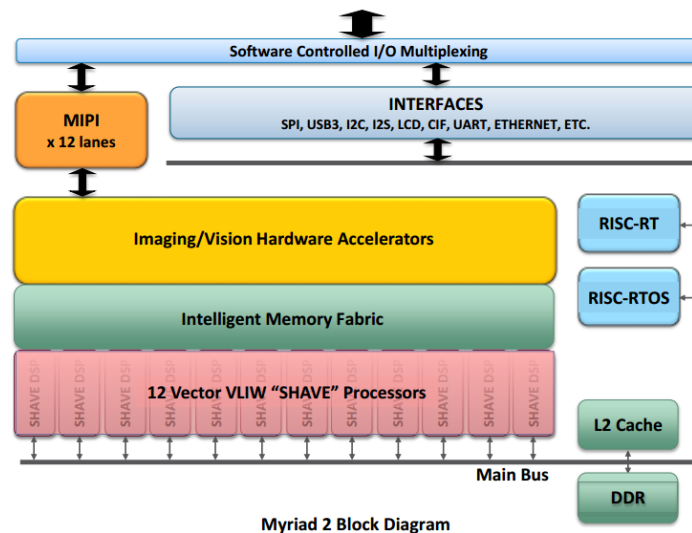 Software Controlled I/O Multiplexing
MIPI
x 12 lanes
INTERFACES
SPI, USB3, I2C, I2S, LCD, CIF, UART, ETHERNET, ETC.
Imaging/Vision Hardware Accelerators
RISC-RT
Intelligent Memory Fabric
RISC-RTOS
12 Vector VLIW “SHAVE” Processors
SHAVE DSP
SHAVE DSP
SHAVE DSP
SHAVE DSP
SHAVE DSP
SHAVE DSP
SHAVE DSP
SHAVE DSP
SHAVE DSP
SHAVE DSP
SHAVE DSP
SHAVE DSP
L2 Cache
Main Bus
DDR
Myriad 2 Block Diagram